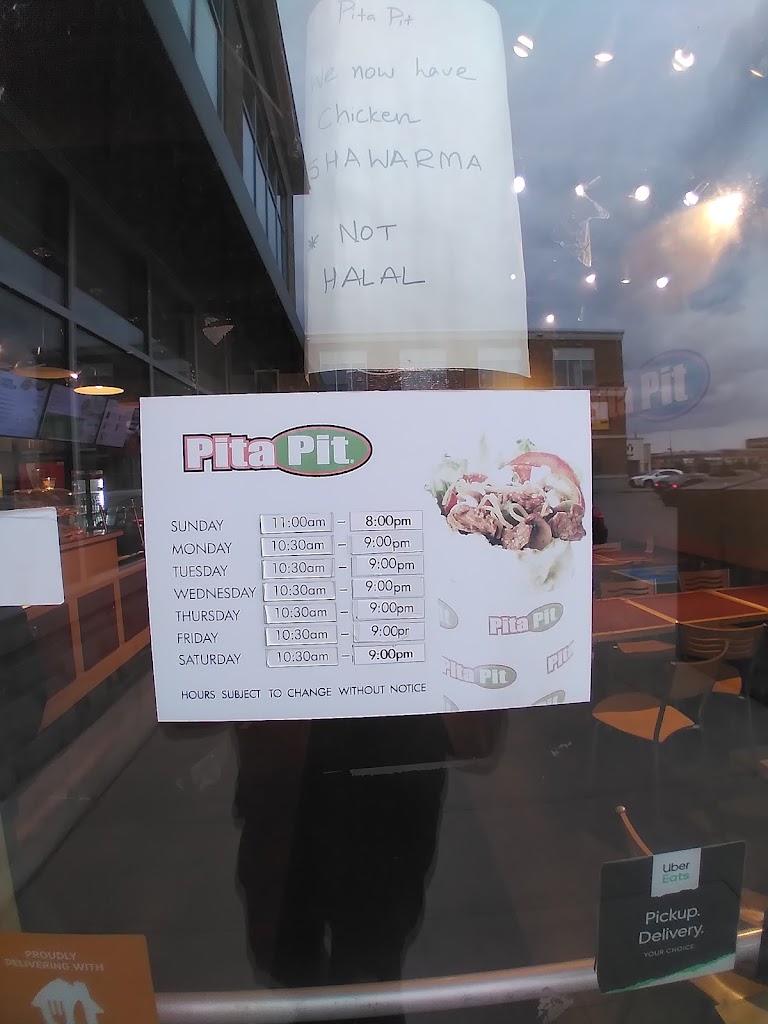 Pita Pit
we now have
Chicken
SHAWARMA
* NOT
HALAL
Pita Pit
SUNDAY 11:00am – 8:00pm
MONDAY 10:30am – 9:00pm
TUESDAY 10:30am – 9:00pm
WEDNESDAY 10:30am – 9:00pm
THURSDAY 10:30am – 9:00pm
FRIDAY 10:30am – 9:00pr
SATURDAY 10:30am – 9:00pm
HOURS SUBJECT TO CHANGE WITHOUT NOTICE
Pita Pit
Pita Pit
Pit
Uber
Eats
Pickup.
Delivery.
YOUR CHOICE.
PROUDLY
DELIVERING WITH